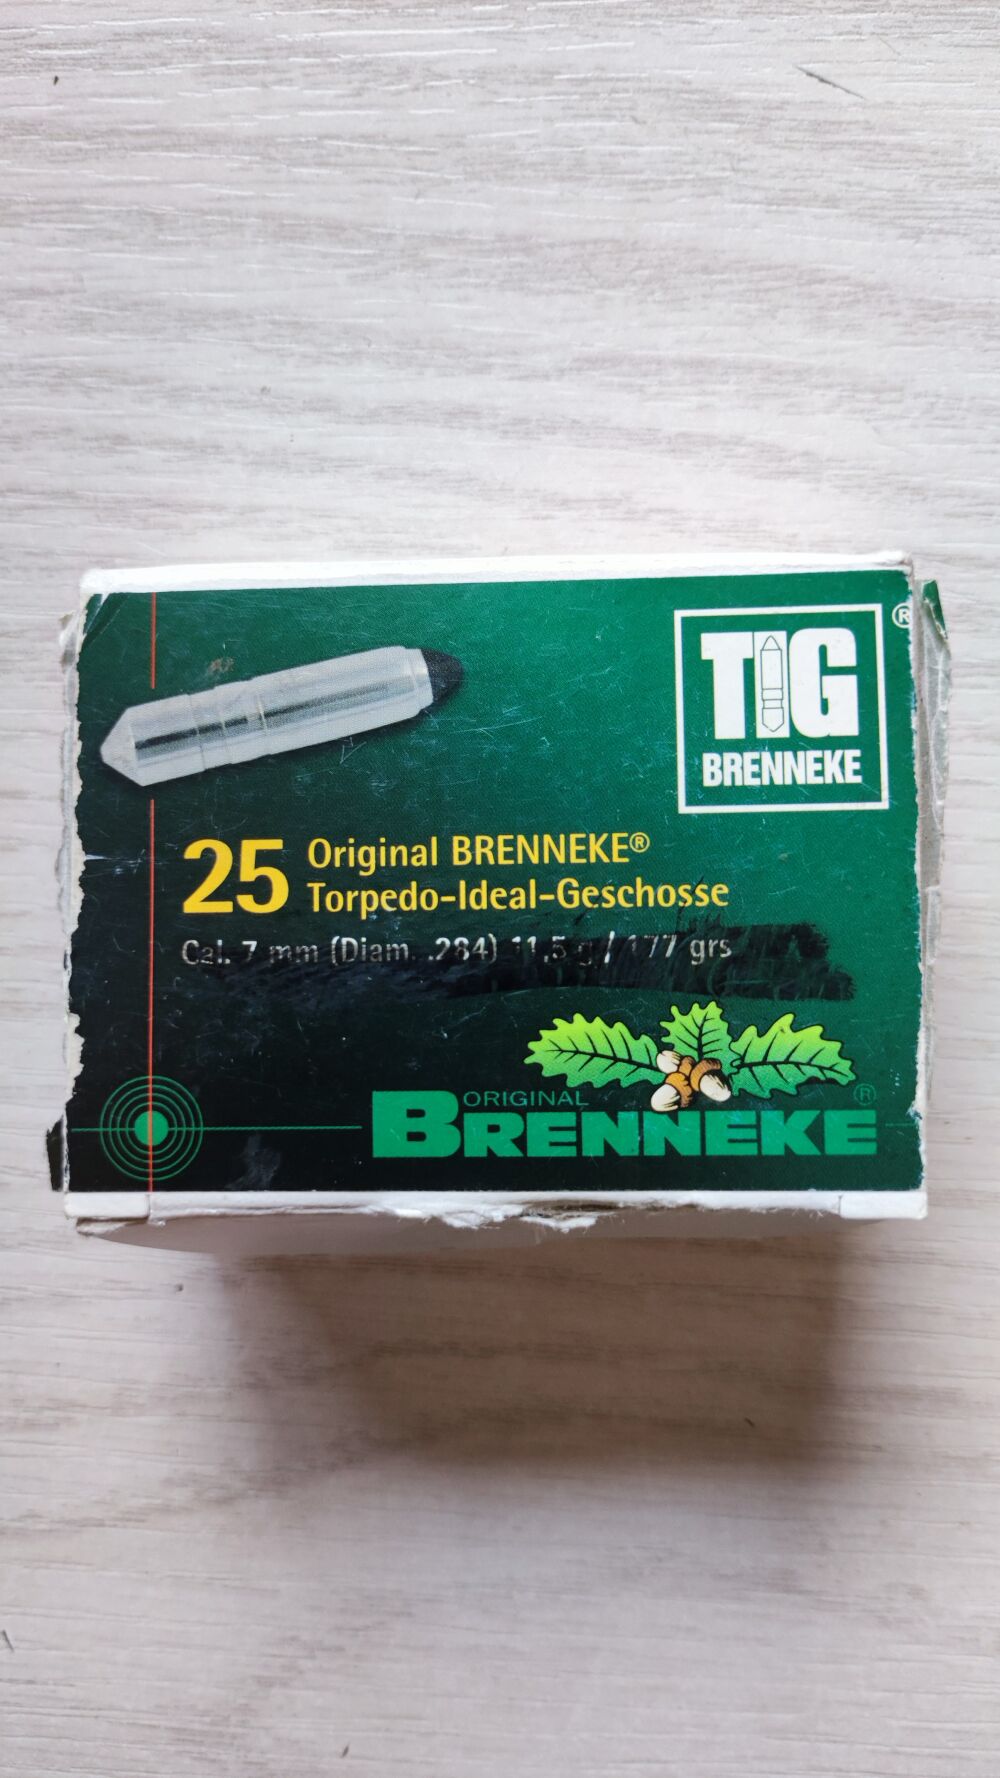 TIG
BRENNEKE
®
25 Original BRENNEKE®
Torpedo-Ideal-Geschosse
Cal. 7 mm (Diam. .284) 11,5 g / 177 grs
ORIGINAL
BRENNEKE
®